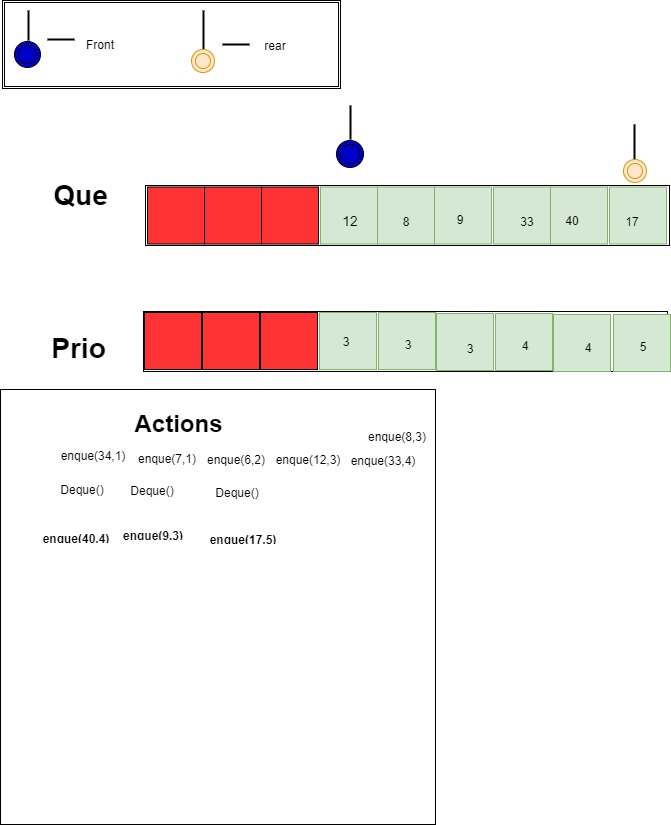 Front rear
Que
12 8 9 33 40 17
Prio
3 3 3 4 4 5
Actions
enque(8,3)
enque(34,1) enque(7,1) enque(6,2) enque(12,3) enque(33,4)
Deque() Deque() Deque()
enque(40,4) enque(9,3) enque(17,5)